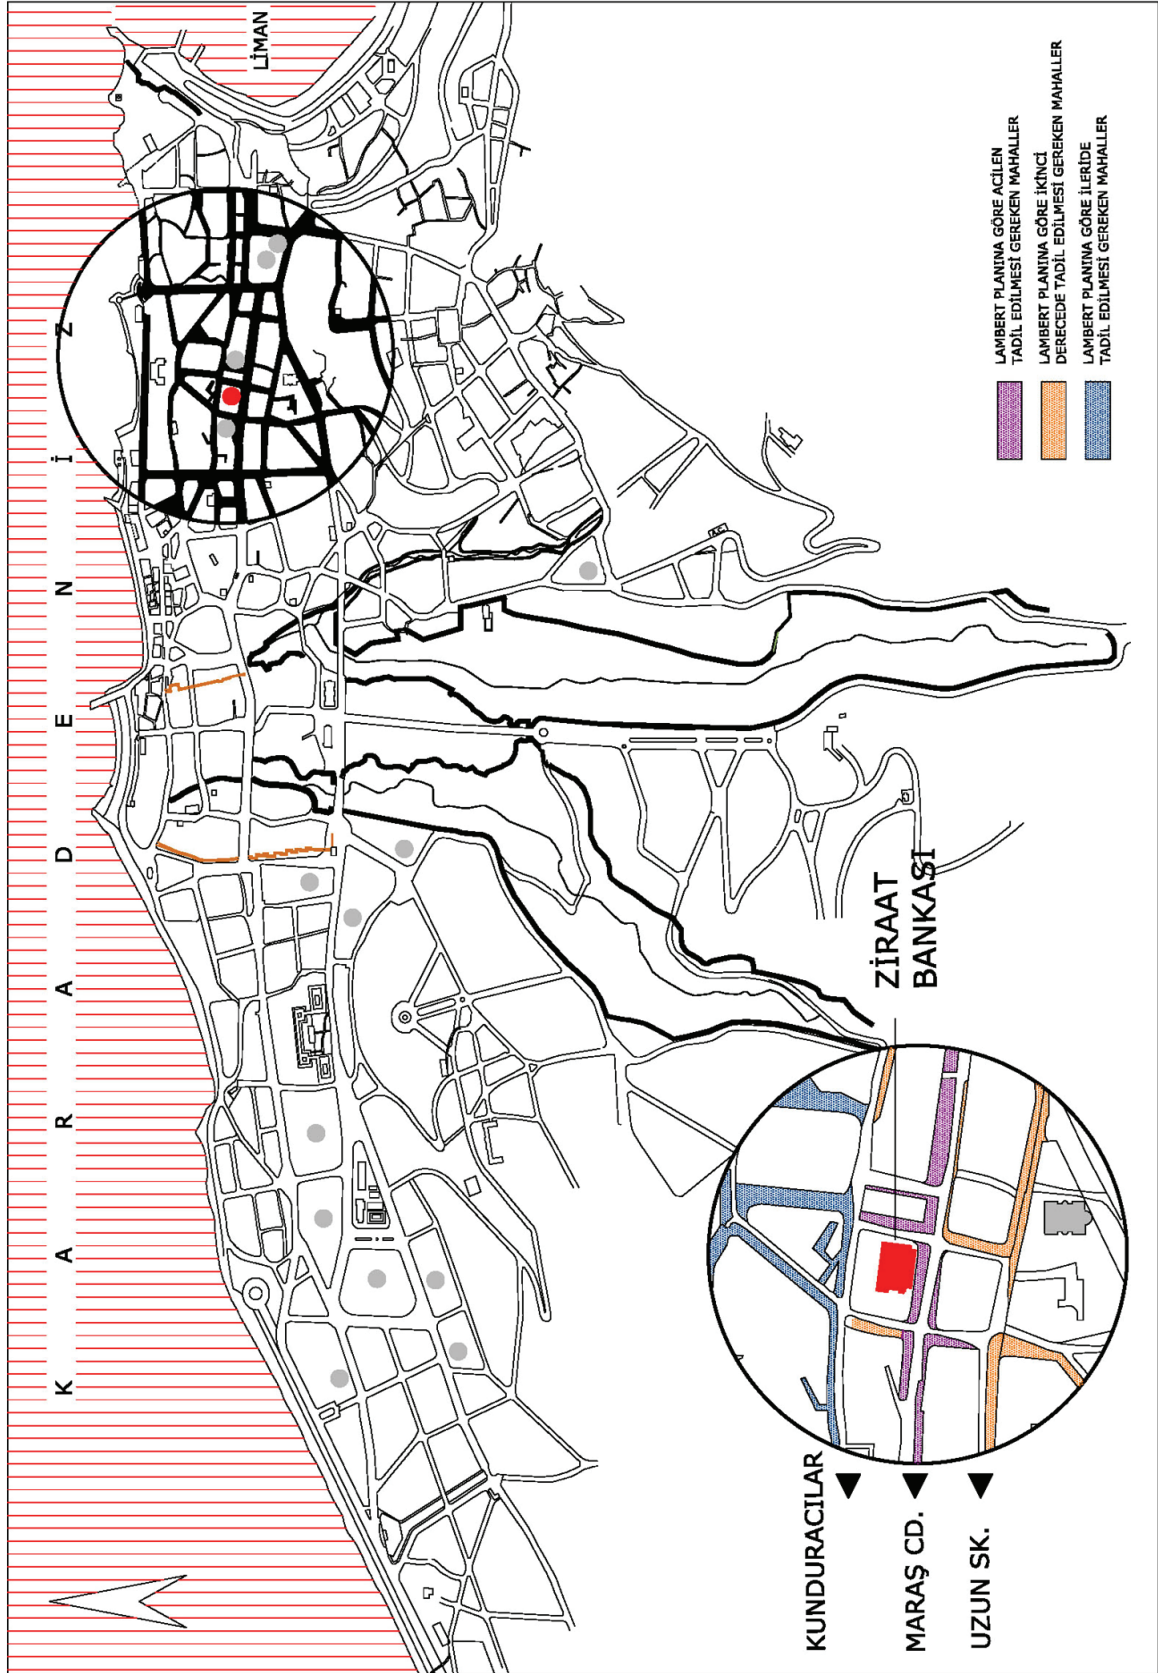 KARADENİZ
LİMAN
ZİRAAT
BANKASI
KUNDURACILAR
MARAŞ CD.
UZUN SK.
LAMBERT PLANINA GÖRE ACİLEN
TADİL EDİLMESİ GEREKEN MAHALLER
LAMBERT PLANINA GÖRE İKİNCİ
DERECEDE TADİL EDİLMESİ GEREKEN MAHALLER
LAMBERT PLANINA GÖRE İLERİDE
TADİL EDİLMESİ GEREKEN MAHALLER